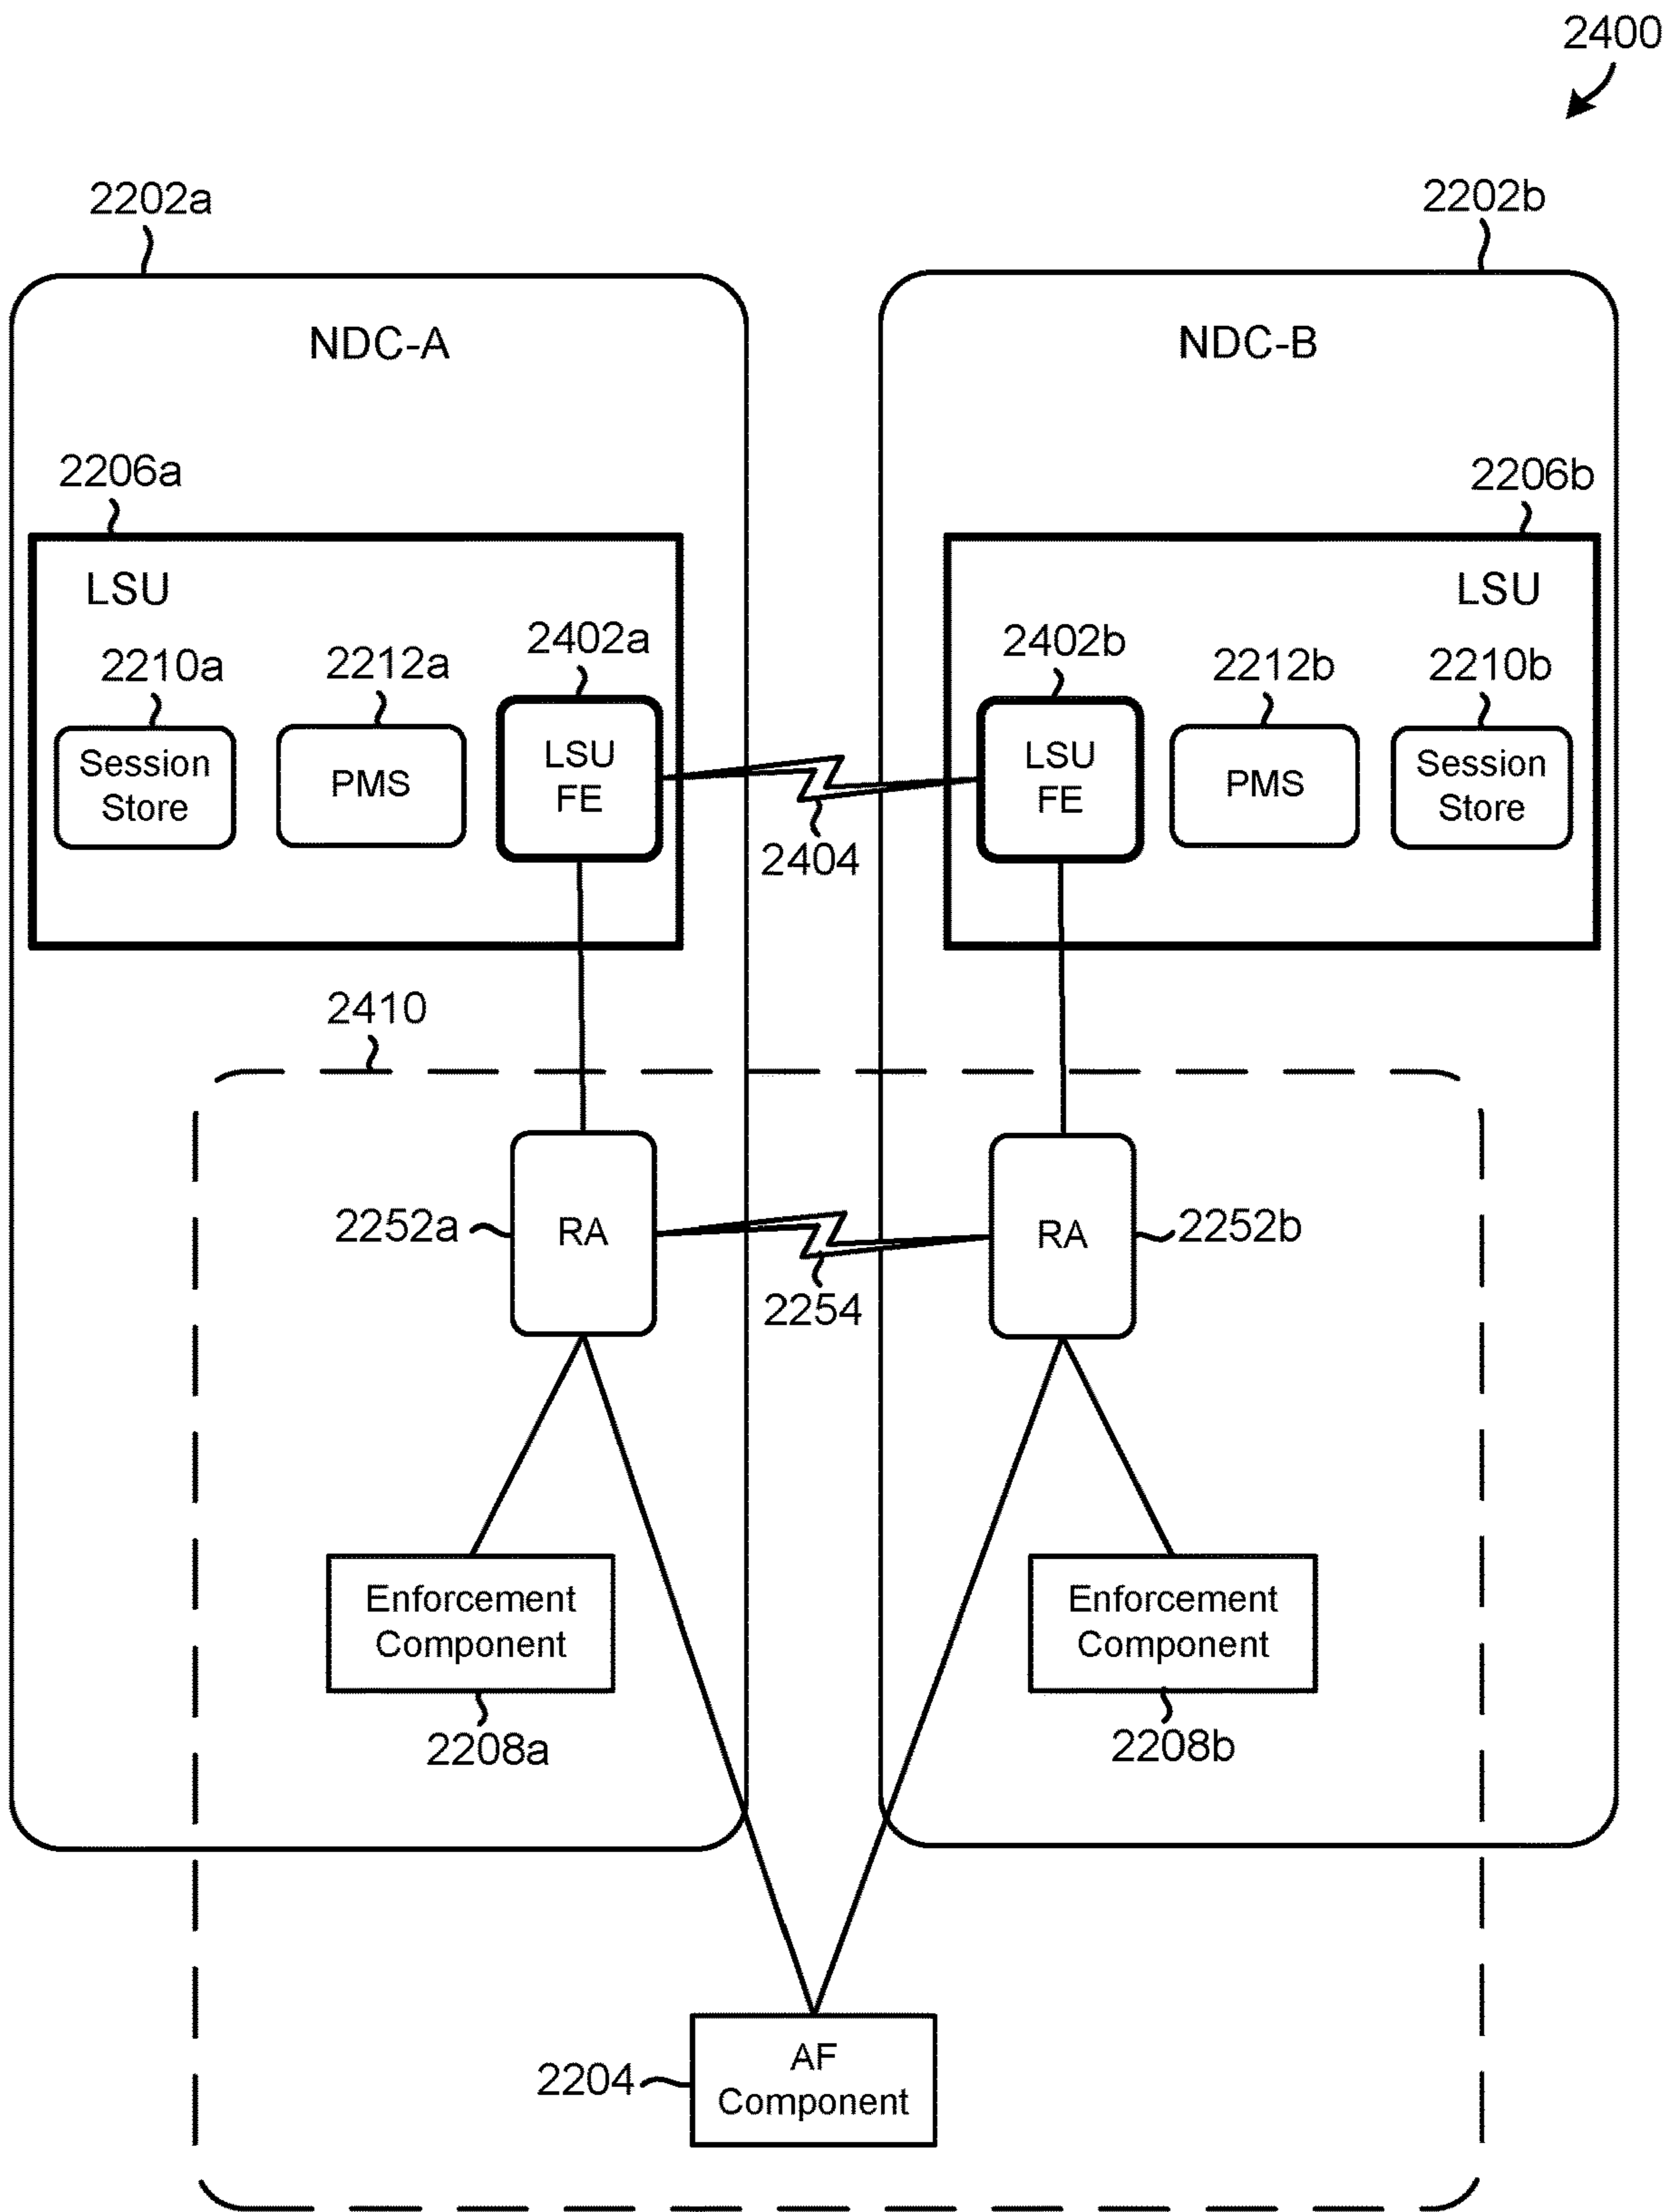 2400
2202a
2202b
NDC-A
NDC-B
2206a
2206b
LSU
LSU
2402a
2402b
2210a
2212a
2212b
2210b
Session
Store
PMS
LSU
FE
LSU
FE
PMS
Session
Store
2404
2410
2252a
RA
RA
2252b
2254
Enforcement
Component
Enforcement
Component
2208a
2208b
2204
AF
Component